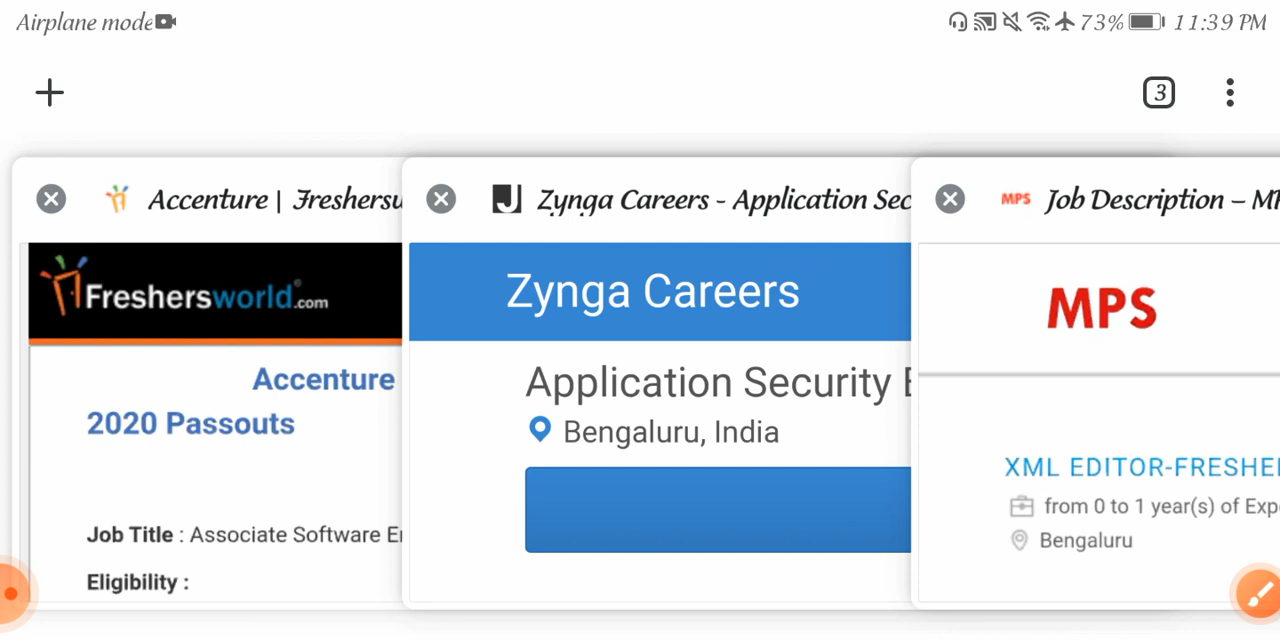 Airplane mode 73% 11:39 PM
3
Accenture | Freshersu
Zynga Careers - Application Sec
MPS Job Description –
Freshersworld.com
Zynga Careers
MPS
Accenture
2020 Passouts
Application Security
Bengaluru, India
XML EDITOR-FRESHE
from 0 to 1 year(s) of Exp
Bengaluru
Job Title : Associate Software
Eligibility :